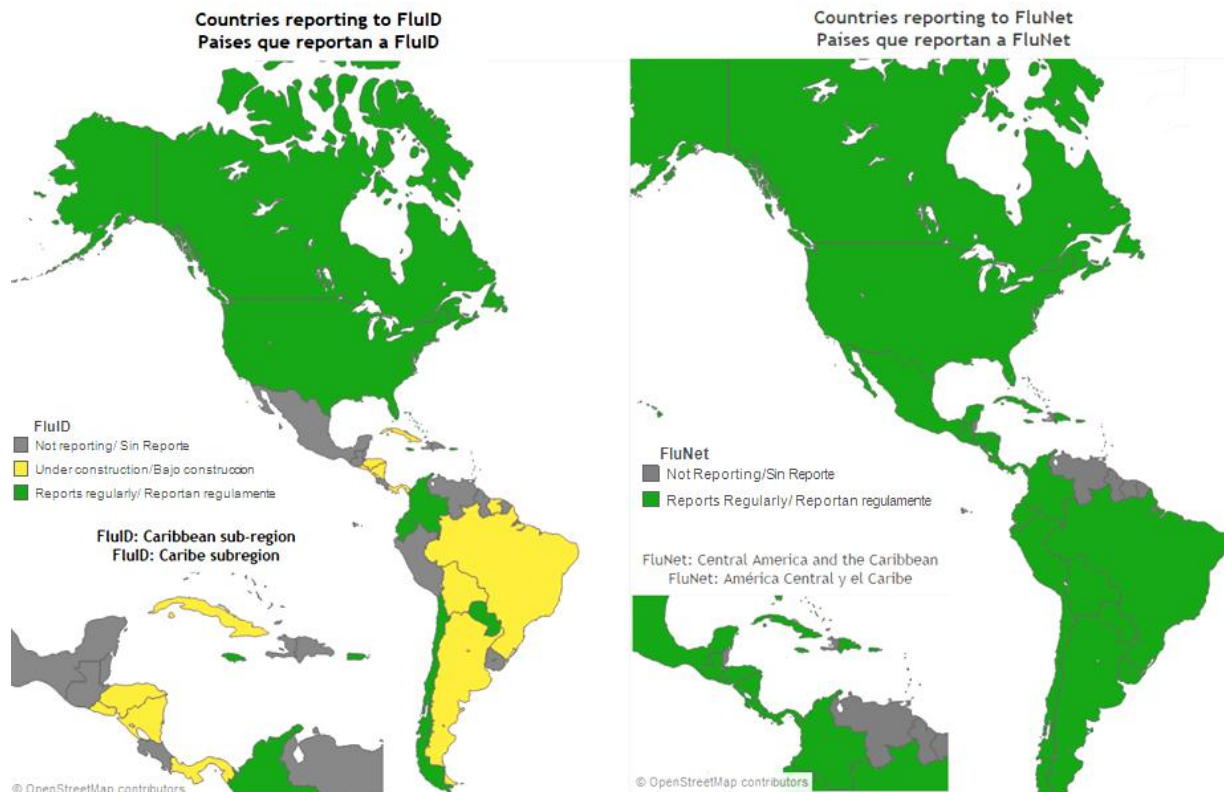 Countries reporting to FluID
Paises que reportan a FluID
FluID
Not reporting/ Sin Reporte
Under construction/Bajo construccion
Reports regularly/ Reportan regulamente
FluID: Caribbean sub-region
FluID: Caribe subregion
© OpenStreetMap contributors
Countries reporting to FluNet
Paises que reportan a FluNet
FluNet
Not Reporting/Sin Reporte
Reports Regularly/ Reportan regulamente
FluNet: Central America and the Caribbean
FluNet: América Central y el Caribe
© OpenStreetMap contributors